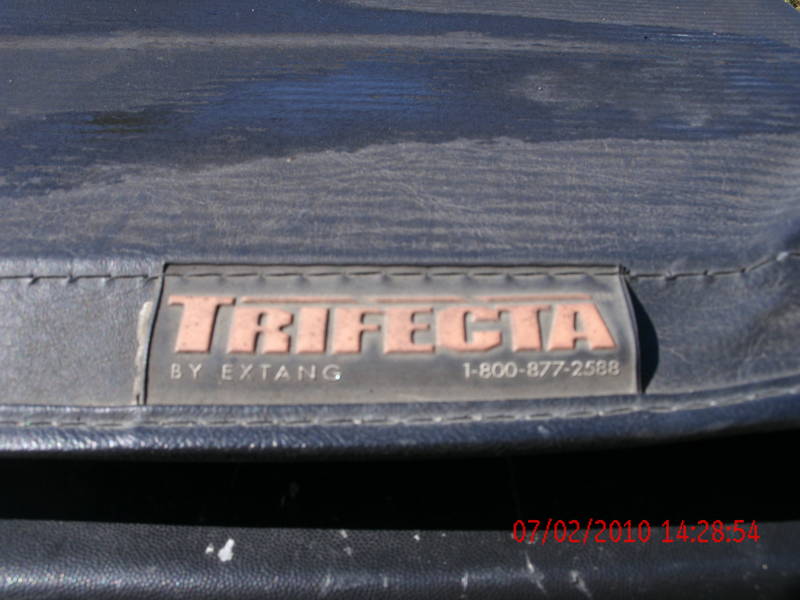 TRIFECTA
BY EXTANG 1-800-877-2588
07/02/2010 14:28:54